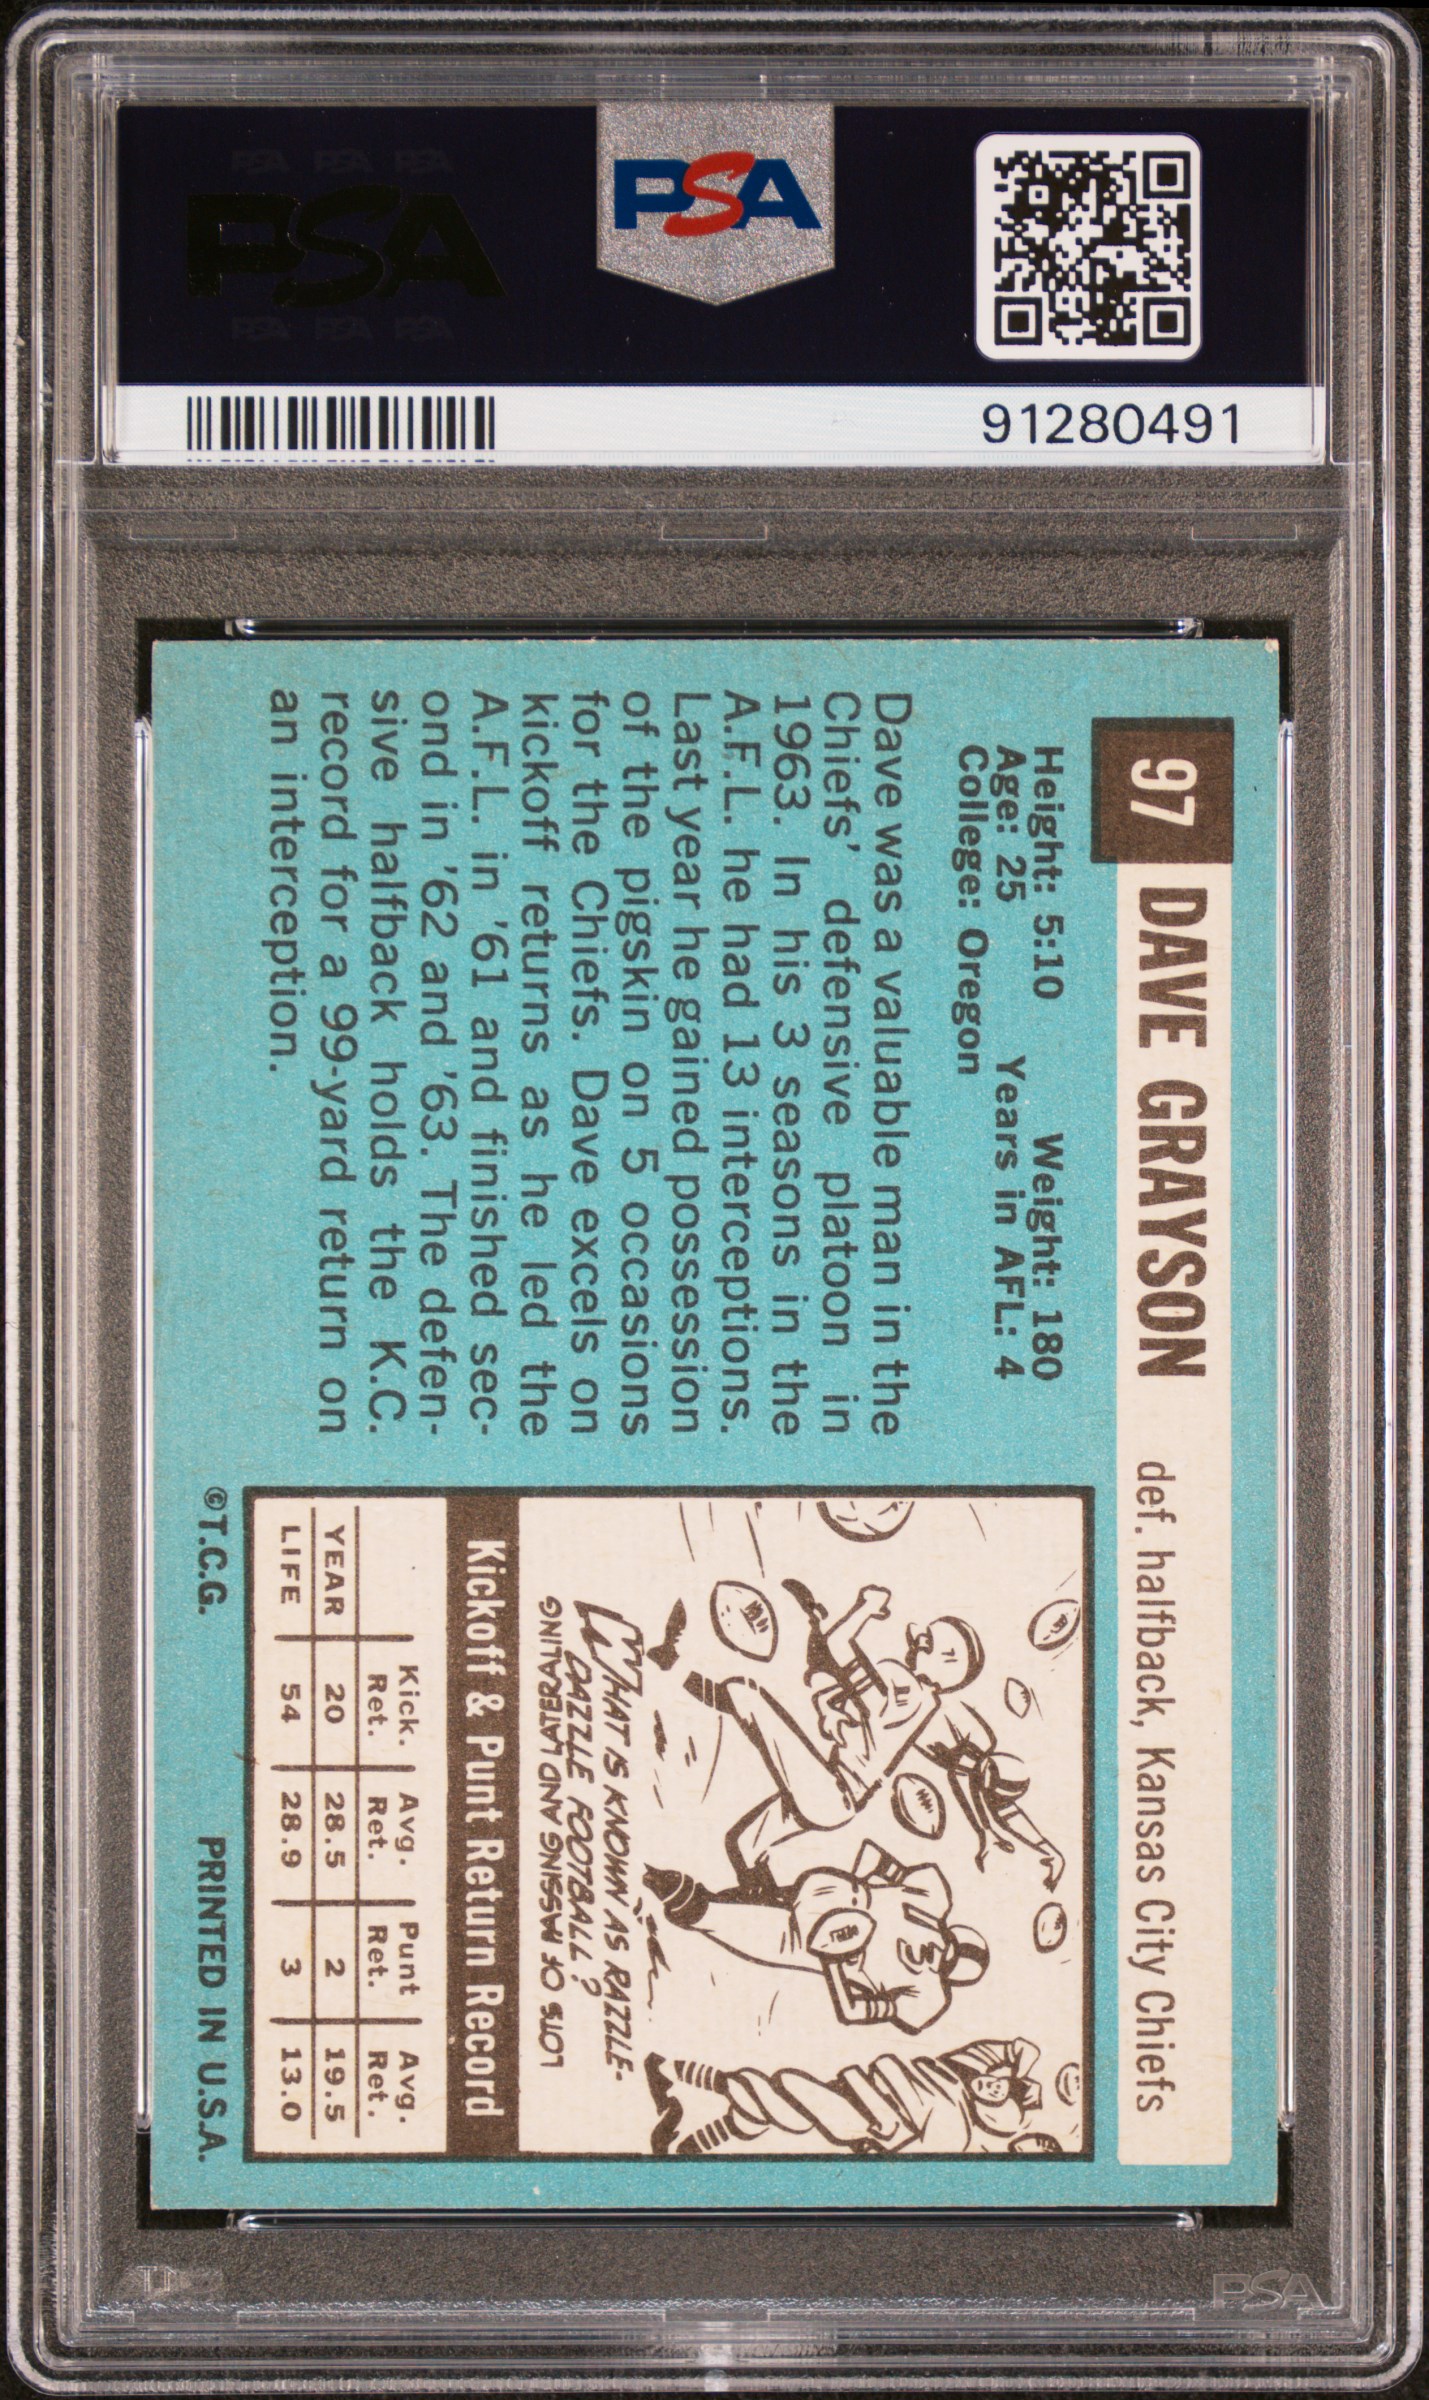 PSA
PSA
91280491
97 DAVE GRAYSON def. halfback, Kansas City Chiefs
Height: 5:10 Weight: 180
Age: 25 Years in AFL: 4
College: Oregon
Dave was a valuable man in the
Chiefs' defensive platoon in
1963. In his 3 seasons in the
A.F.L. he had 13 interceptions.
Last year he gained possession
of the pigskin on 5 occasions
for the Chiefs. Dave excels on
kickoff returns as he led the
A.F.L. in '61 and finished sec-
ond in '62 and '63. The defen-
sive halfback holds the K.C.
record for a 99-yard return on
an interception.
WHAT IS KNOWN AS RAZZLE-
DAZZLE FOOTBALL?
LOTS OF PASSING AND LATERALING
Kickoff & Punt Return Record
Kick. Ret. Avg. Ret. Punt Ret. Avg. Ret.
YEAR 20 28.5 2 19.5
LIFE 54 28.9 3 13.0
©T.C.G. PRINTED IN U.S.A.
PSA